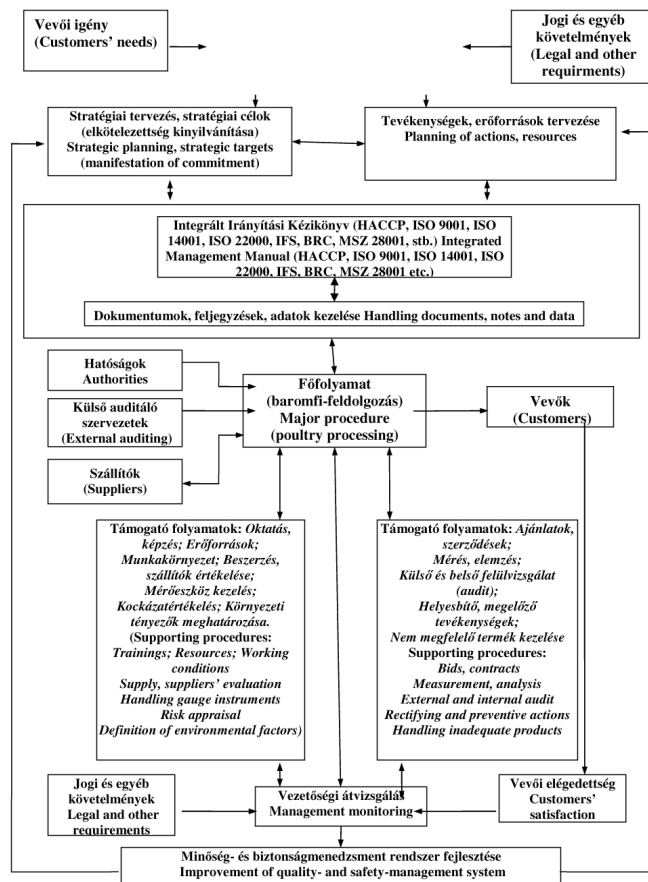 Vevői igény
(Customers' needs)
Jogi és egyéb
követelmények
(Legal and other
requirments)
Stratégiai tervezés, stratégiai célok
(elkötelezettség kinyilvánítása)
Strategic planning, strategic targets
(manifestation of commitment)
Tevékenységek, erőforrások tervezése
Planning of actions, resources
Integrált Irányítási Kézikönyv (HACCP, ISO 9001, ISO
14001, ISO 22000, IFS, BRC, MSZ 28001, stb.) Integrated
Management Manual (HACCP, ISO 9001, ISO 14001, ISO
22000, IFS, BRC, MSZ 28001 etc.)
Dokumentumok, feljegyzések, adatok kezelése Handling documents, notes and data
Hatóságok
Authorities
Külső auditáló
szervezetek
(External auditing)
Szállítók
(Suppliers)
Főfolyamat
(baromfi-feldolgozás)
Major procedure
(poultry processing)
Vevők
(Customers)
Támogató folyamatok: Oktatás,
képzés; Erőforrások;
Munkakörnyezet; Beszerzés,
szállítók értékelése;
Mérőeszköz kezelés;
Kockázatértékelés; Környezeti
tényezők meghatározása.
(Supporting procedures:
Trainings; Resources; Working
conditions
Supply, suppliers' evaluation
Handling gauge instruments
Risk appraisal
Definition of environmental factors)
Támogató folyamatok: Ajánlatok,
szerződések;
Mérés, elemzés;
Külső és belső felülvizsgálat
(audit);
Helyesbítő, megelőző
tevékenységek;
Nem megfelelő termék kezelése
Supporting procedures:
Bids, contracts
Measurement, analysis
External and internal audit
Rectifying and preventive actions
Handling inadequate products
Jogi és egyéb
követelmények
Legal and other
requirements
Vezetőségi átvizsgálás
Management monitoring
Vevői elégedettség
Customers'
satisfaction
Minőség- és biztonságmenedzsment rendszer fejlesztése
Improvement of quality- and safety-management system